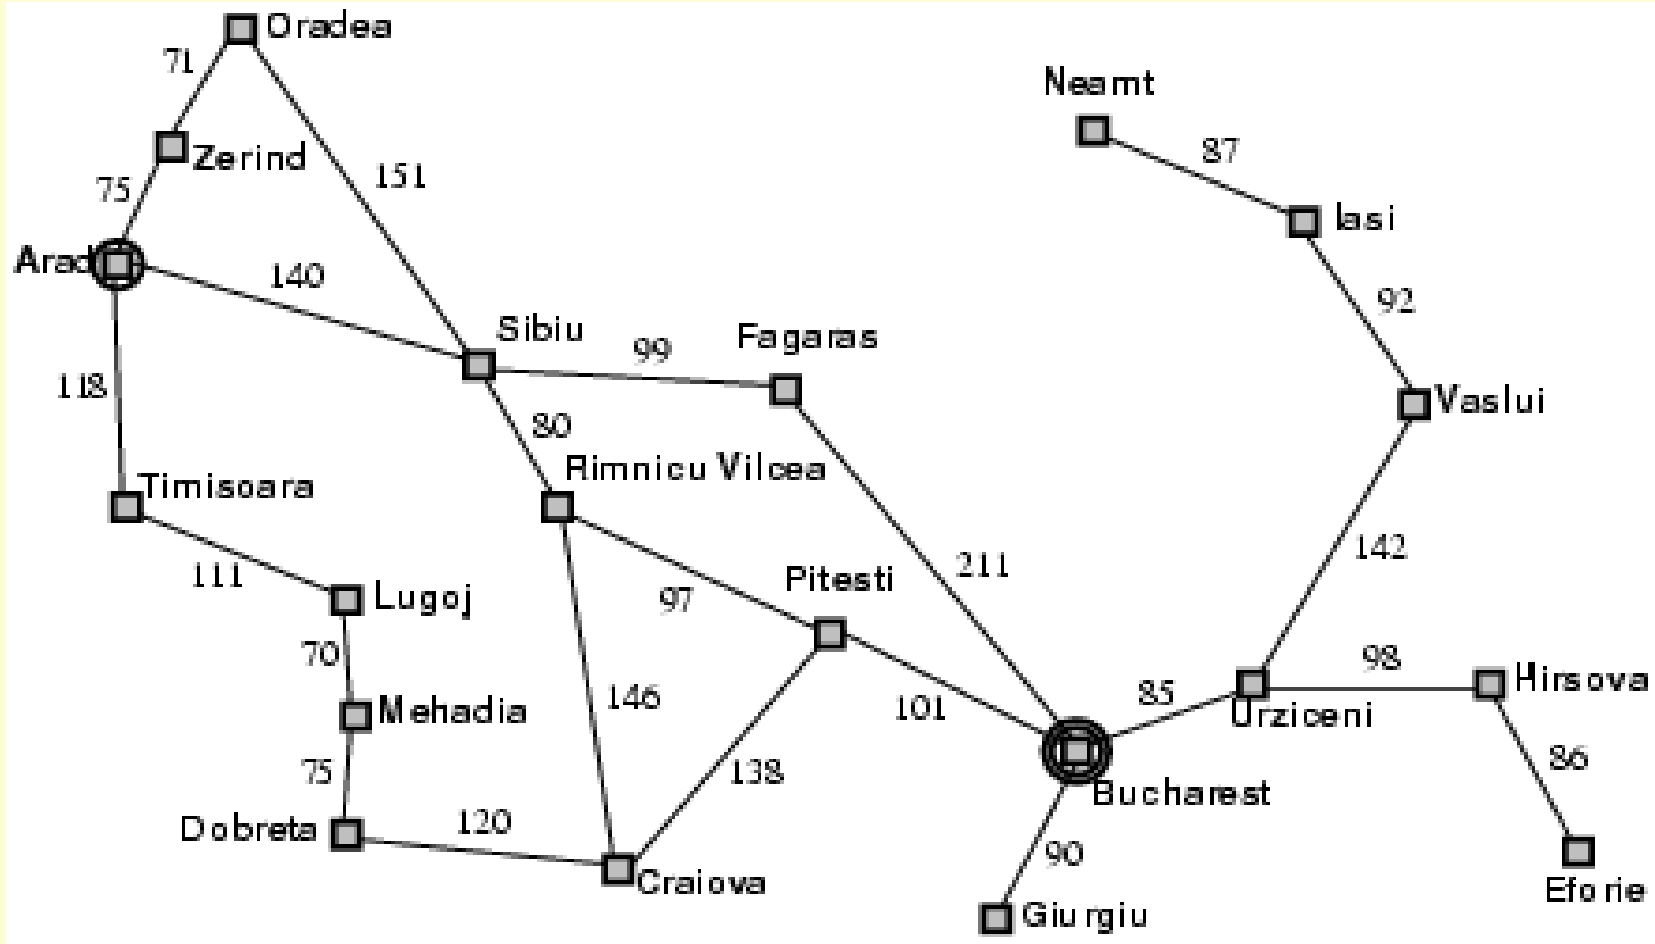 Oradea
71
Neamt
87
Zerind
151
75
Iasi
Arad
140
92
Sibiu
99
Fagaras
118
Vaslui
80
Rimnicu Vilcea
Timisoara
142
211
111
Pitesti
Lugoj
97
70
98
Hirsova
146
85
Urziceni
Mehadia
101
86
75
138
Bucharest
Dobreta
120
90
Craiova
Eforie
Giurgiu